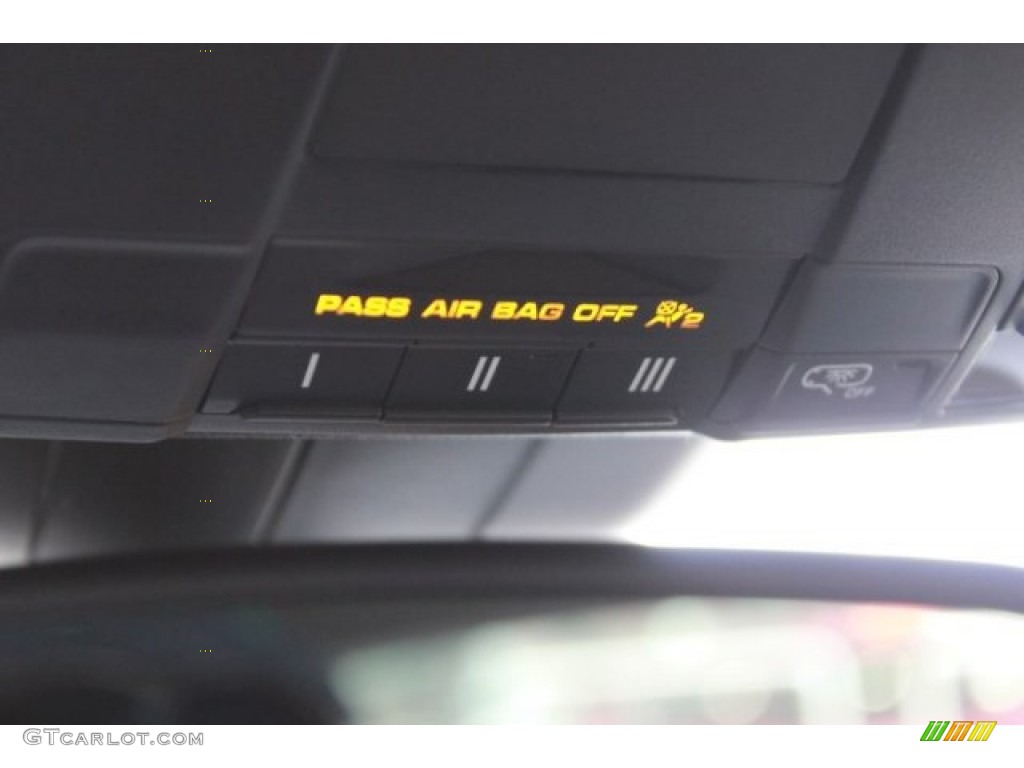 PASS AIR BAG OFF 2
I II III
OFF
GTCARLOT.COM